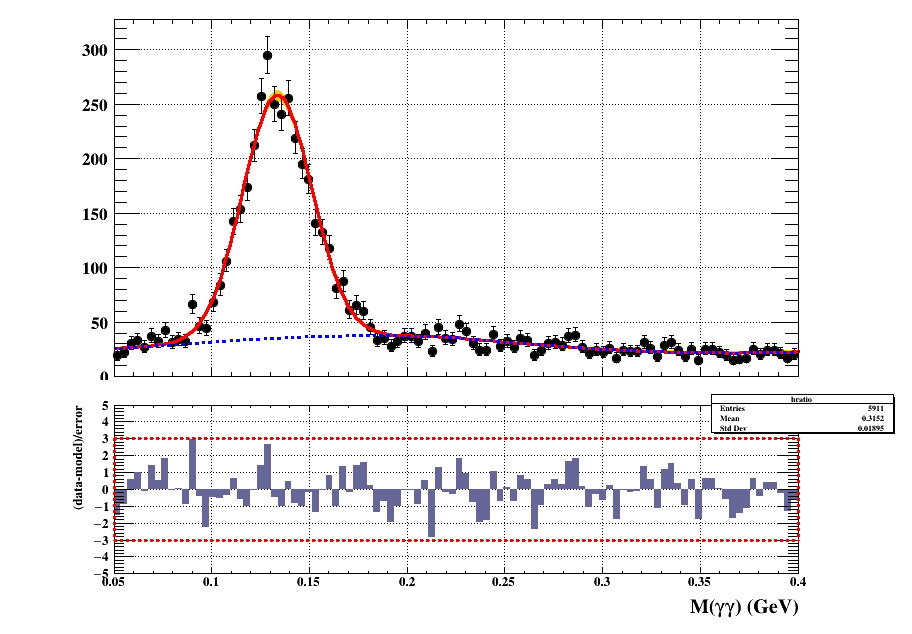 300
250
200
150
100
50
0
(data-model)/error
5
4
3
2
1
0
−1
−2
−3
−4
−5
hratio
Entries 5911
Mean 0.3152
Std Dev 0.01895
0.05 0.1 0.15 0.2 0.25 0.3 0.35 0.4
M(γγ) (GeV)